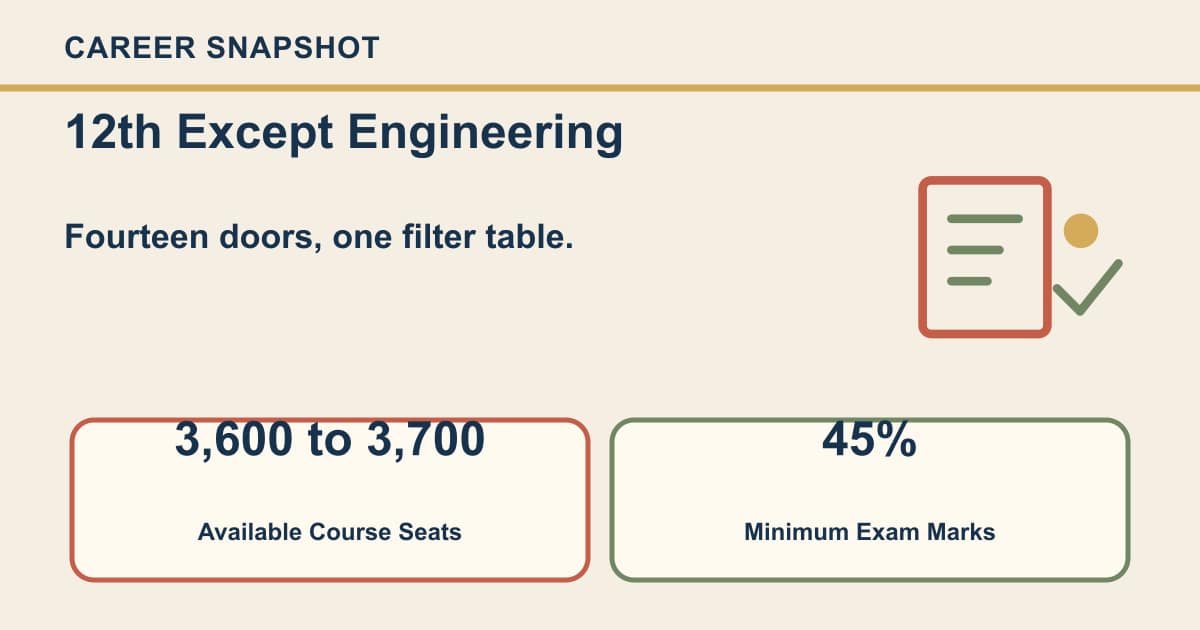 CAREER SNAPSHOT
12th Except Engineering
Fourteen doors, one filter table.
3,600 to 3,700
Available Course Seats
45%
Minimum Exam Marks